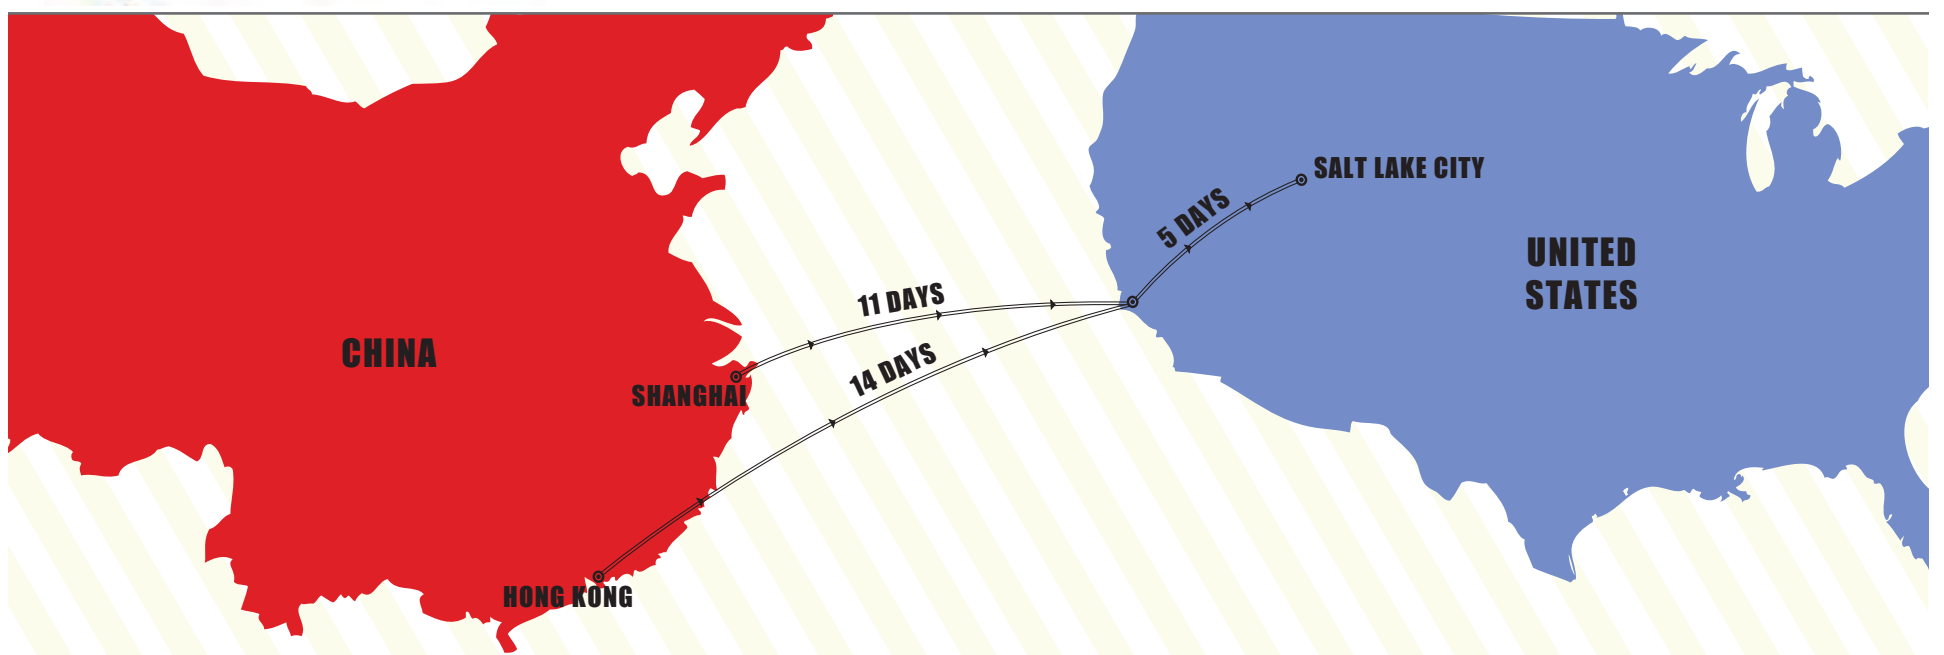 SALT LAKE CITY
5 DAYS
UNITED
STATES
11 DAYS
CHINA
14 DAYS
SHANGHAI
HONG KONG